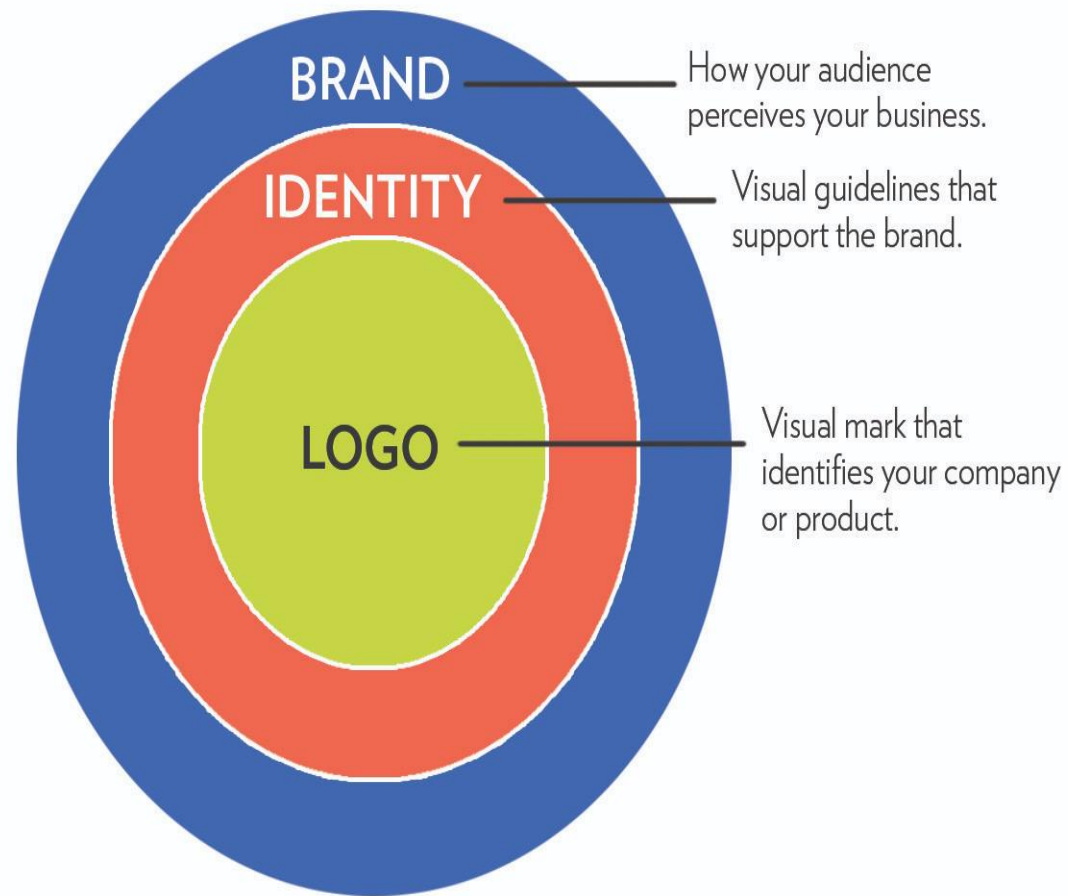 BRAND
How your audience
perceives your business.
IDENTITY
Visual guidelines that
support the brand.
LOGO
Visual mark that
identifies your company
or product.